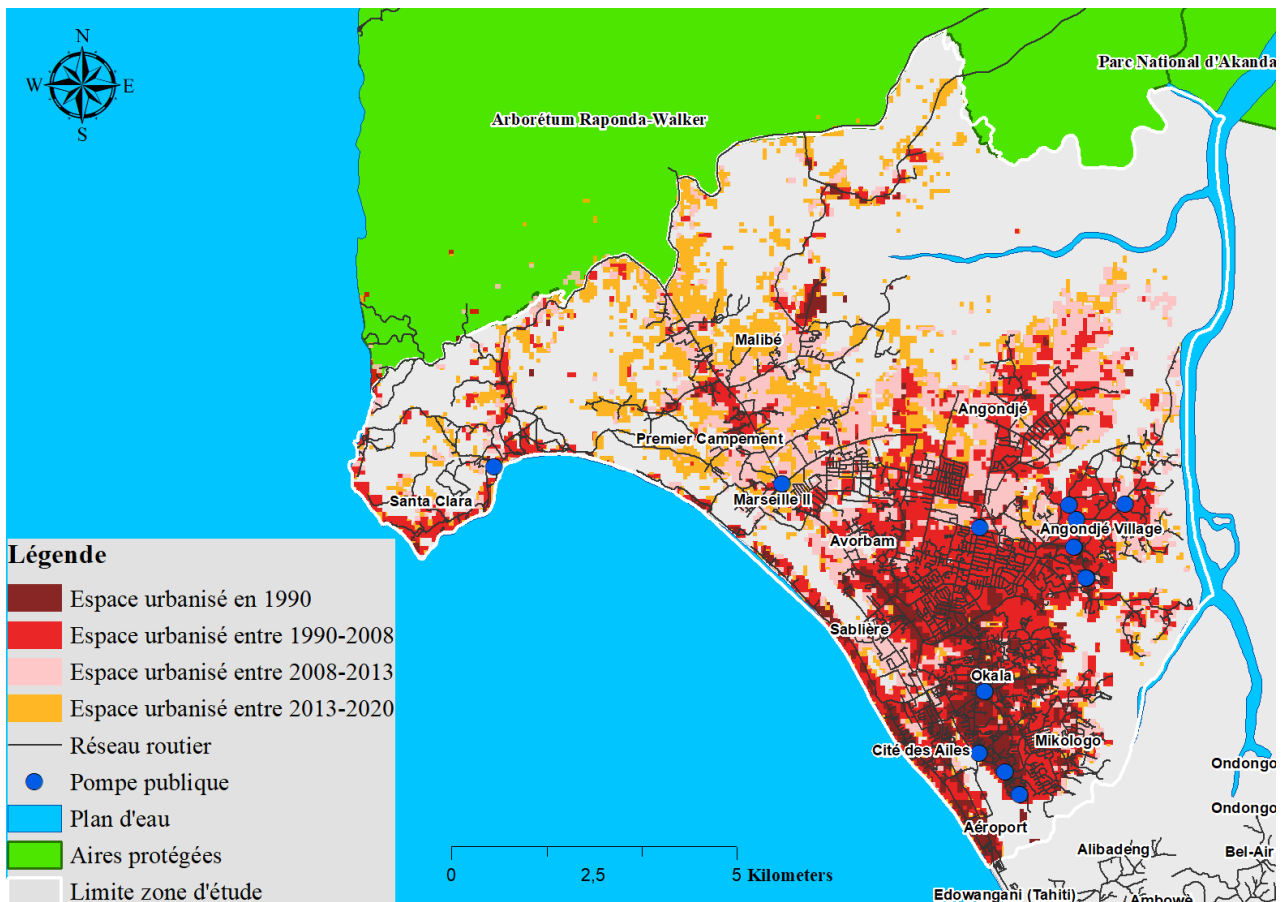 N
W
E
S
Parc National d'Akanda
Arborétum Raponda-Walker
Malibé
Angondjé
Premier Campement
Marseille II
Santa Clara
Angondjé Village
Avorbam
Sablière
Okala
Mikologo
Cité des Ailes
Ondongo
Ondongo
Aéroport
Alibadeng
Bel-Air
Edowangani (Tahiti)
Ambowè
Légende
Espace urbanisé en 1990
Espace urbanisé entre 1990-2008
Espace urbanisé entre 2008-2013
Espace urbanisé entre 2013-2020
Réseau routier
Pompe publique
Plan d'eau
Aires protégées
Limite zone d'étude
0 2,5 5 Kilometers